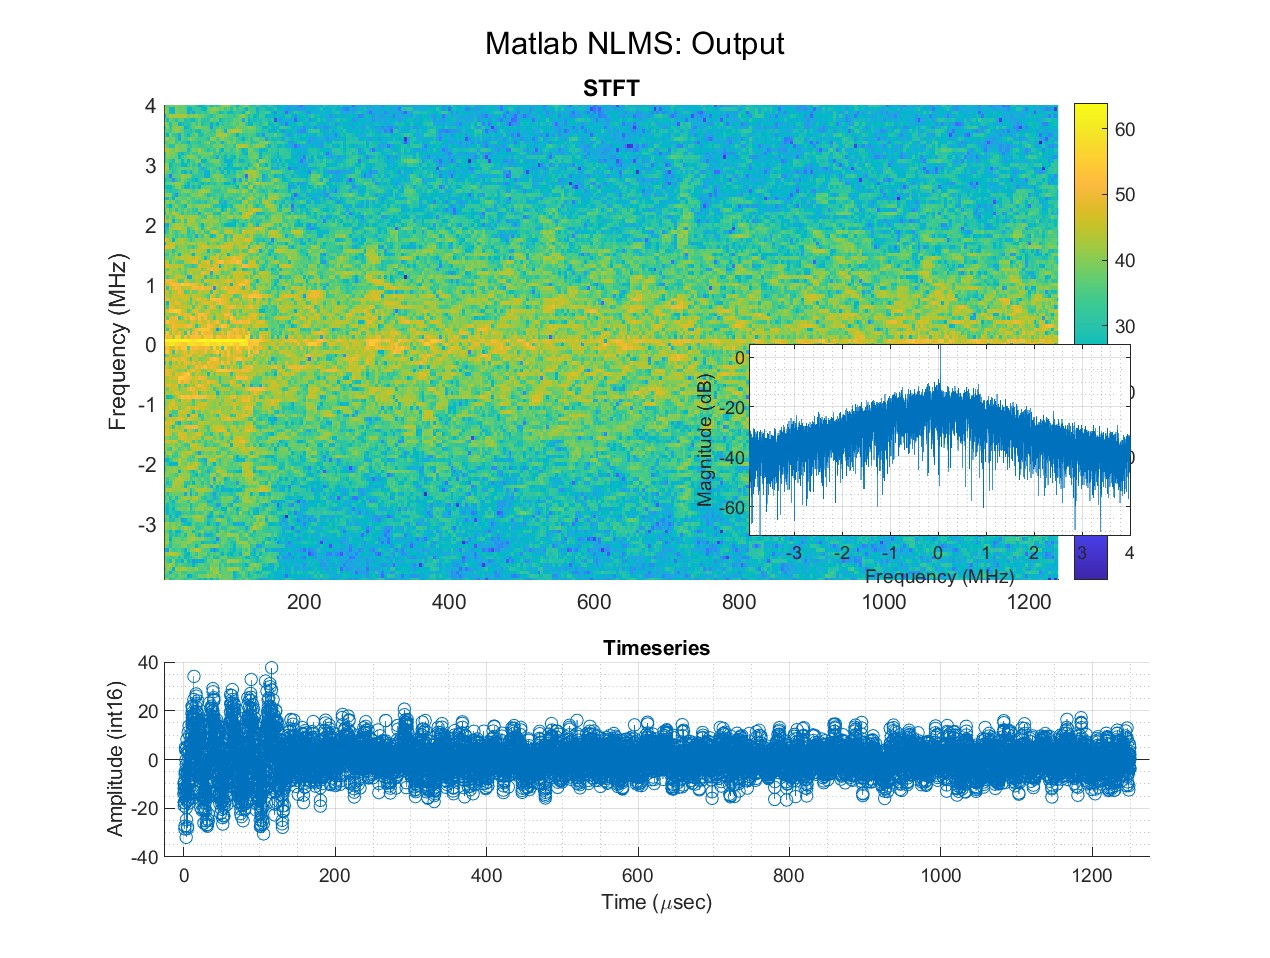 Matlab NLMS: Output
STFT
Frequency (MHz)
4
3
2
1
0
-1
-2
-3
200 400 600 800 1000 1200
60
50
40
30
Magnitude (dB)
0
-20
-40
-60
-3 -2 -1 0 1 2 3 4
Frequency (MHz)
Timeseries
Amplitude (int16)
40
20
0
-20
-40
0 200 400 600 800 1000 1200
Time (μsec)